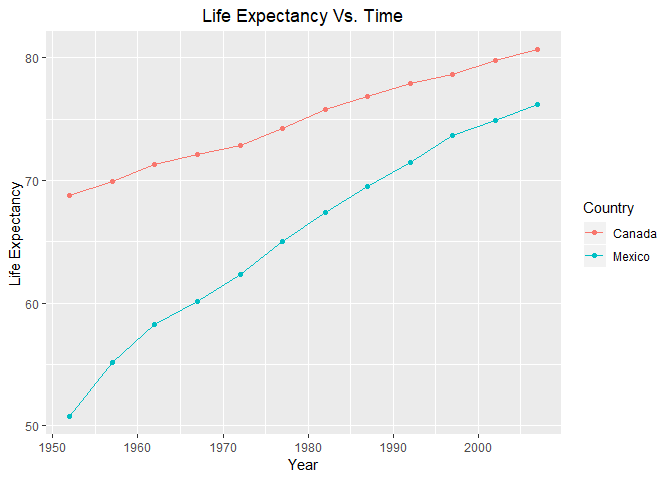 Life Expectancy Vs. Time
Life Expectancy
80
70
60
50
1950
1960
1970
1980
1990
2000
Year
Country
Canada
Mexico